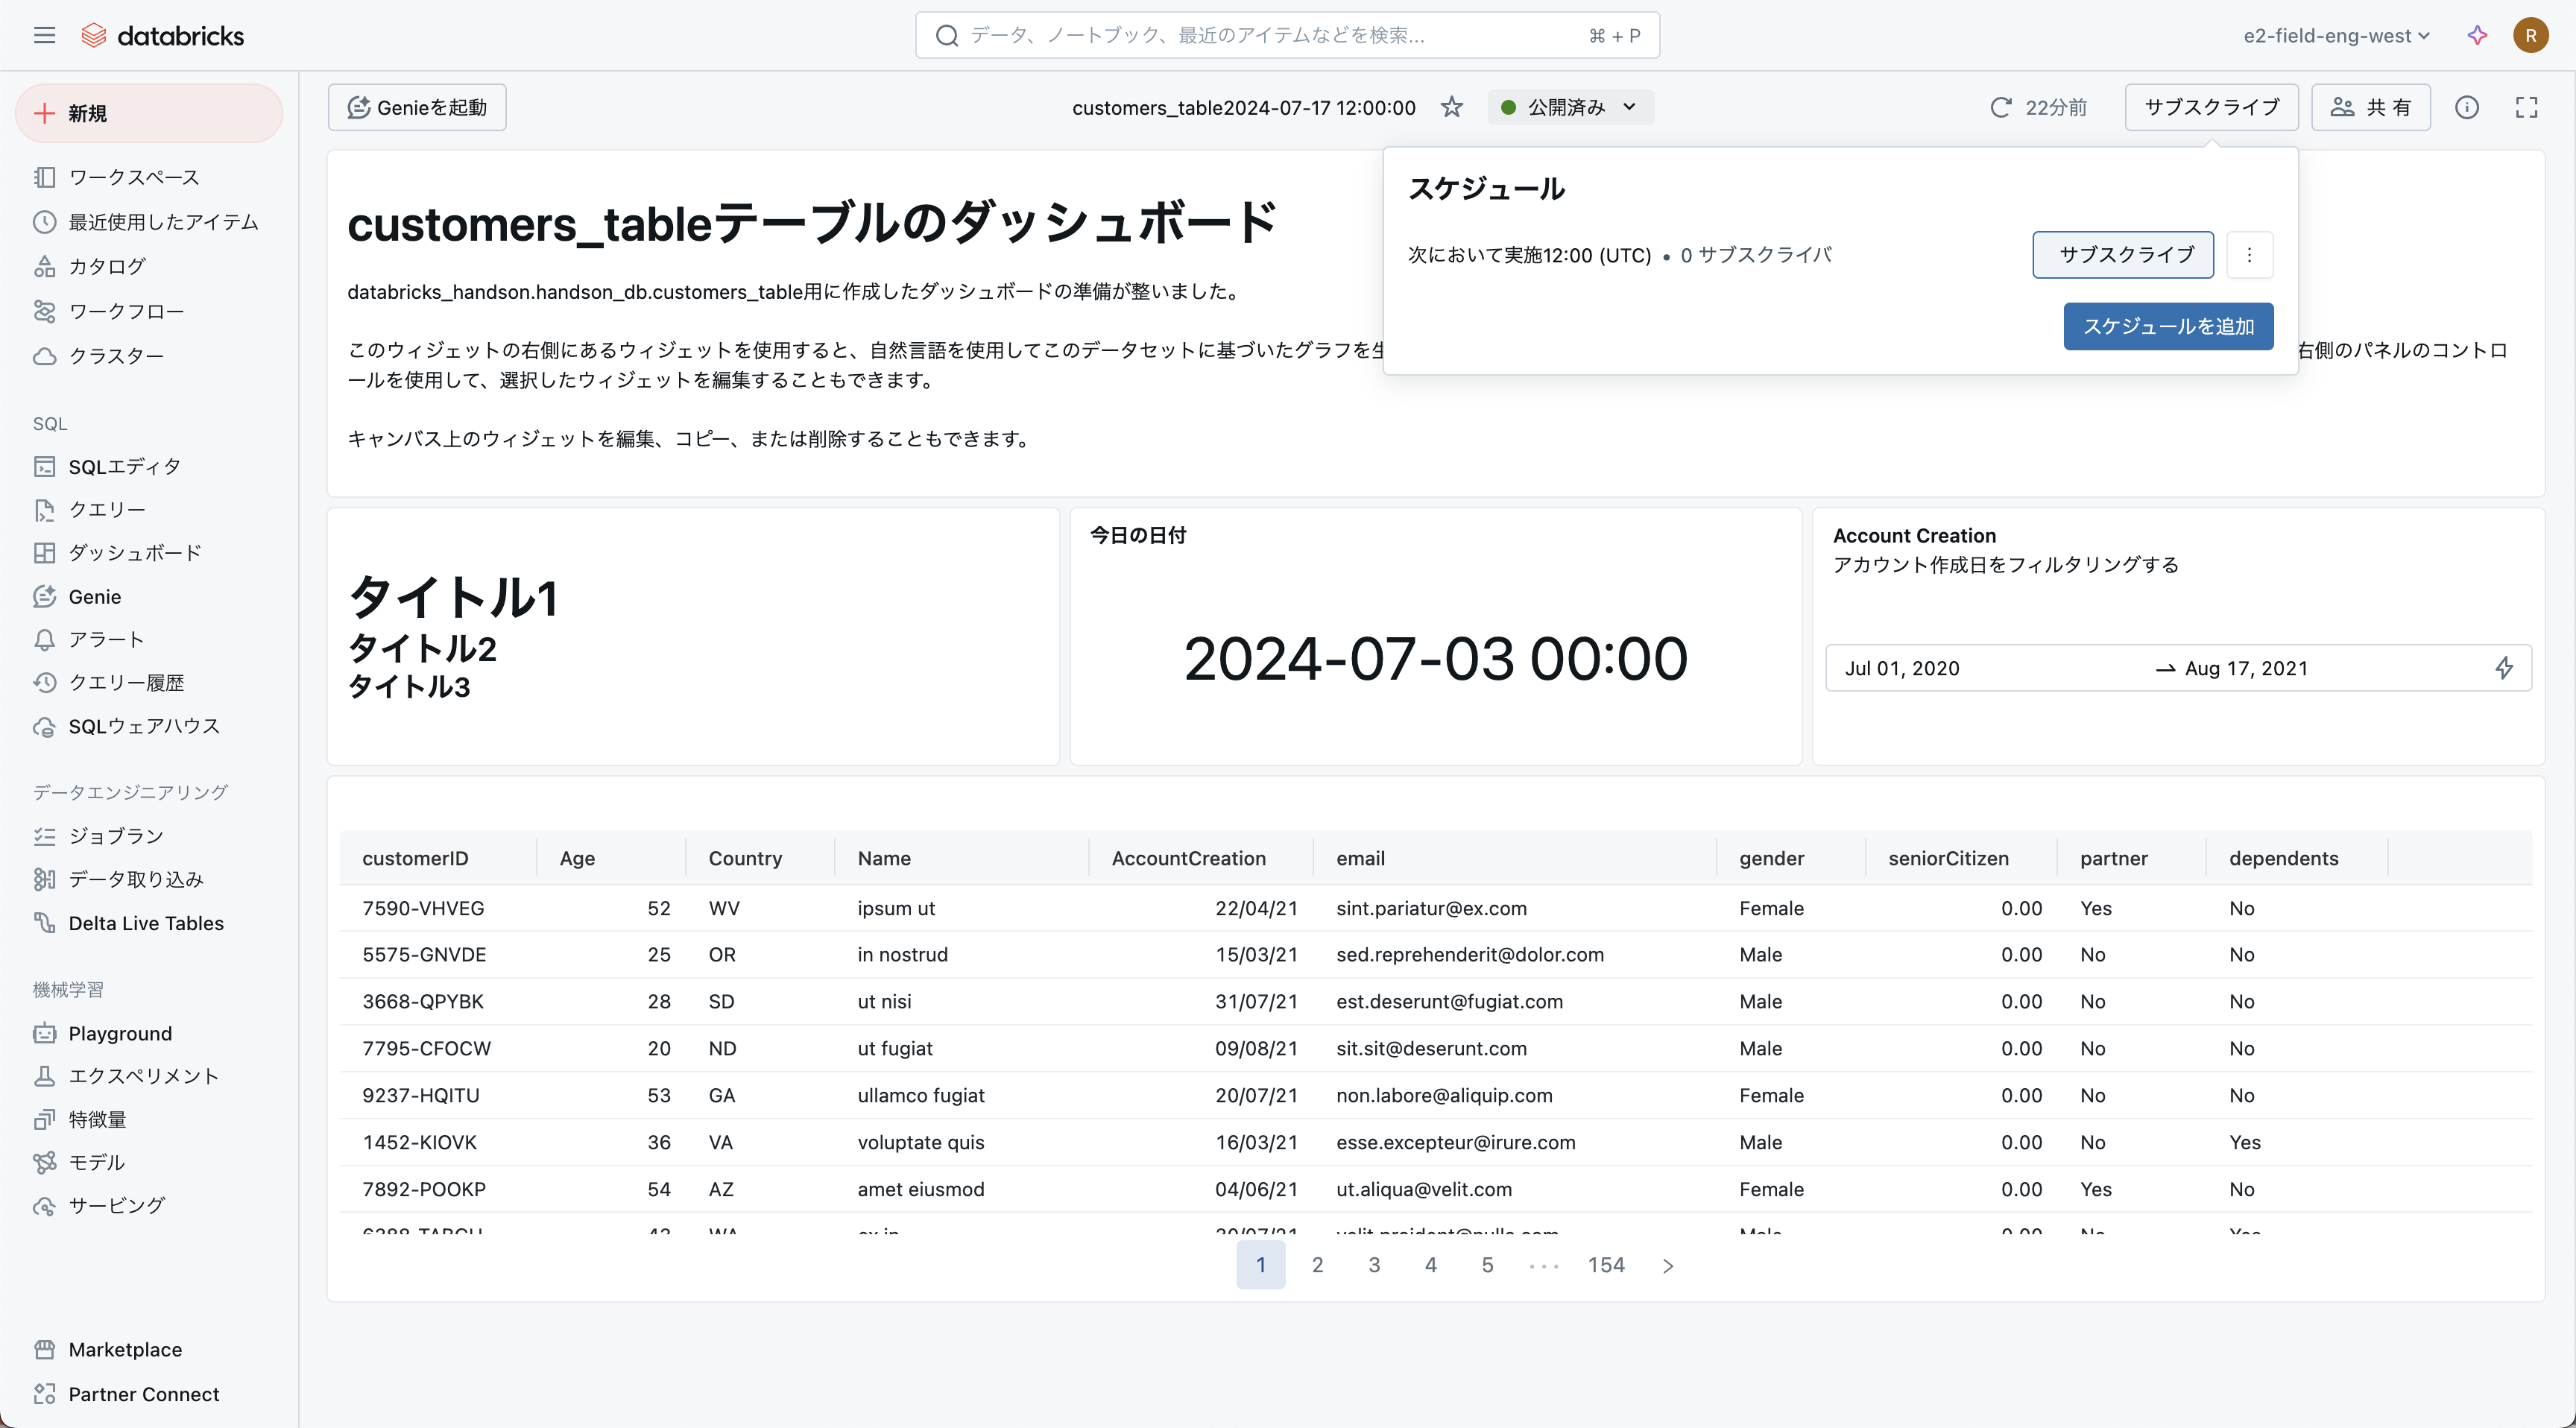 databricks
データ、ノートブック、最近のアイテムなどを検索...
⌘ + P
e2-field-eng-west
R
新規
ワークスペース
最近使用したアイテム
カタログ
ワークフロー
クラスター
SQL
SQLエディタ
クエリー
ダッシュボード
Genie
アラート
クエリー履歴
SQLウェアハウス
データエンジニアリング
ジョブラン
データ取り込み
Delta Live Tables
機械学習
Playground
エクスペリメント
特徴量
モデル
サービング
Marketplace
Partner Connect
Genieを起動
customers_table2024-07-17 12:00:00
公開済み
22分前
サブスクライブ
共 有
スケジュール
次において実施12:00 (UTC) • 0 サブスクライバ
サブスクライブ
スケジュールを追加
customers_tableテーブルのダッシュボード
databricks_handson.handson_db.customers_table用に作成したダッシュボードの準備が整いました。
このウィジェットの右側にあるウィジェットを使用すると、自然言語を使用してこのデータセットに基づいたグラフを生 右側のパネルのコントロ
ールを使用して、選択したウィジェットを編集することもできます。
キャンバス上のウィジェットを編集、コピー、または削除することもできます。
タイトル1
タイトル2
タイトル3
今日の日付
2024-07-03 00:00
Account Creation
アカウント作成日をフィルタリングする
Jul 01, 2020 → Aug 17, 2021
customerID Age Country Name AccountCreation email gender seniorCitizen partner dependents
7590-VHVEG 52 WV ipsum ut 22/04/21 sint.pariatur@ex.com Female 0.00 Yes No
5575-GNVDE 25 OR in nostrud 15/03/21 sed.reprehenderit@dolor.com Male 0.00 No No
3668-QPYBK 28 SD ut nisi 31/07/21 est.deserunt@fugiat.com Male 0.00 No No
7795-CFOCW 20 ND ut fugiat 09/08/21 sit.sit@deserunt.com Male 0.00 No No
9237-HQITU 53 GA ullamco fugiat 20/07/21 non.labore@aliquip.com Female 0.00 No No
1452-KIOVK 36 VA voluptate quis 16/03/21 esse.excepteur@irure.com Male 0.00 No Yes
7892-POOKP 54 AZ amet eiusmod 04/06/21 ut.aliqua@velit.com Female 0.00 Yes No
1 2 3 4 5 ••• 154 >